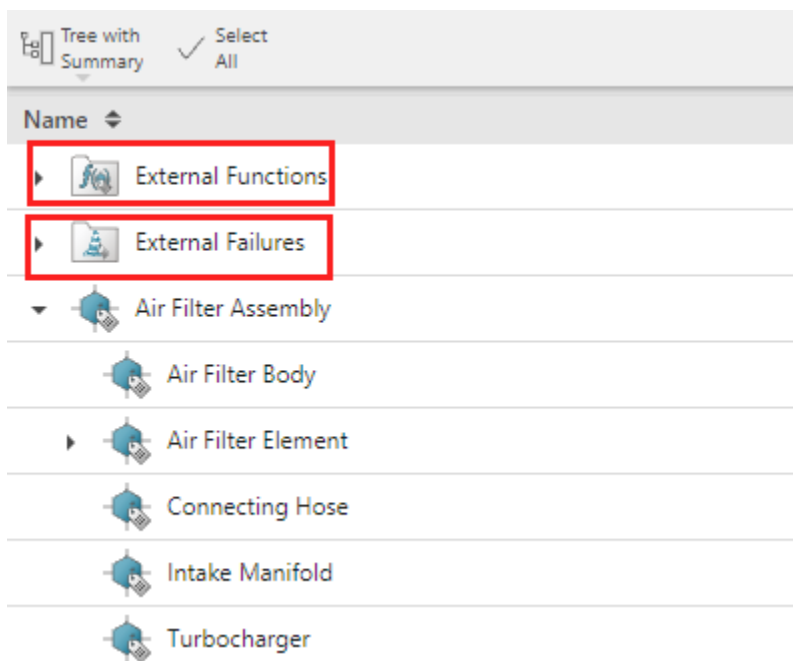 Tree with
Summary
Select
All
Name
External Functions
External Failures
Air Filter Assembly
Air Filter Body
Air Filter Element
Connecting Hose
Intake Manifold
Turbocharger